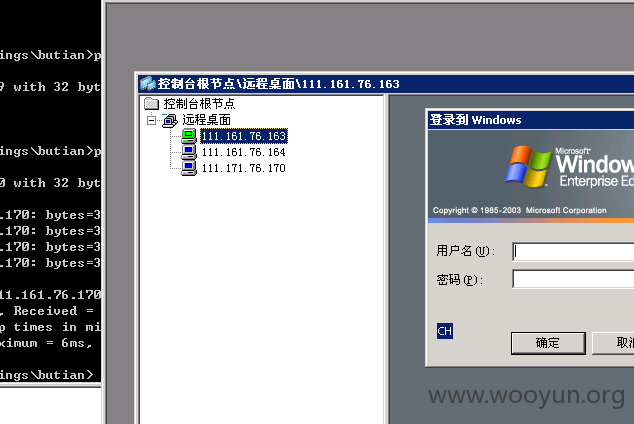 ings\butian>p
9 with 32 byt
ings\butian>p
0 with 32 byt
.170: bytes=3
.170: bytes=3
.170: bytes=3
.170: bytes=3
11.161.76.170
, Received =
p times in mi
ximum = 6ms,
ings\butian>
控制台根节点\远程桌面\111.161.76.163
控制台根节点
远程桌面
111.161.76.163
111.161.76.164
111.171.76.170
登录到 Windows
Microsoft
Window
Enterprise Ed
Copyright © 1985-2003 Microsoft Corporation
用户名(U):
密码(P):
CH
确定
取消
www.wooyun.org